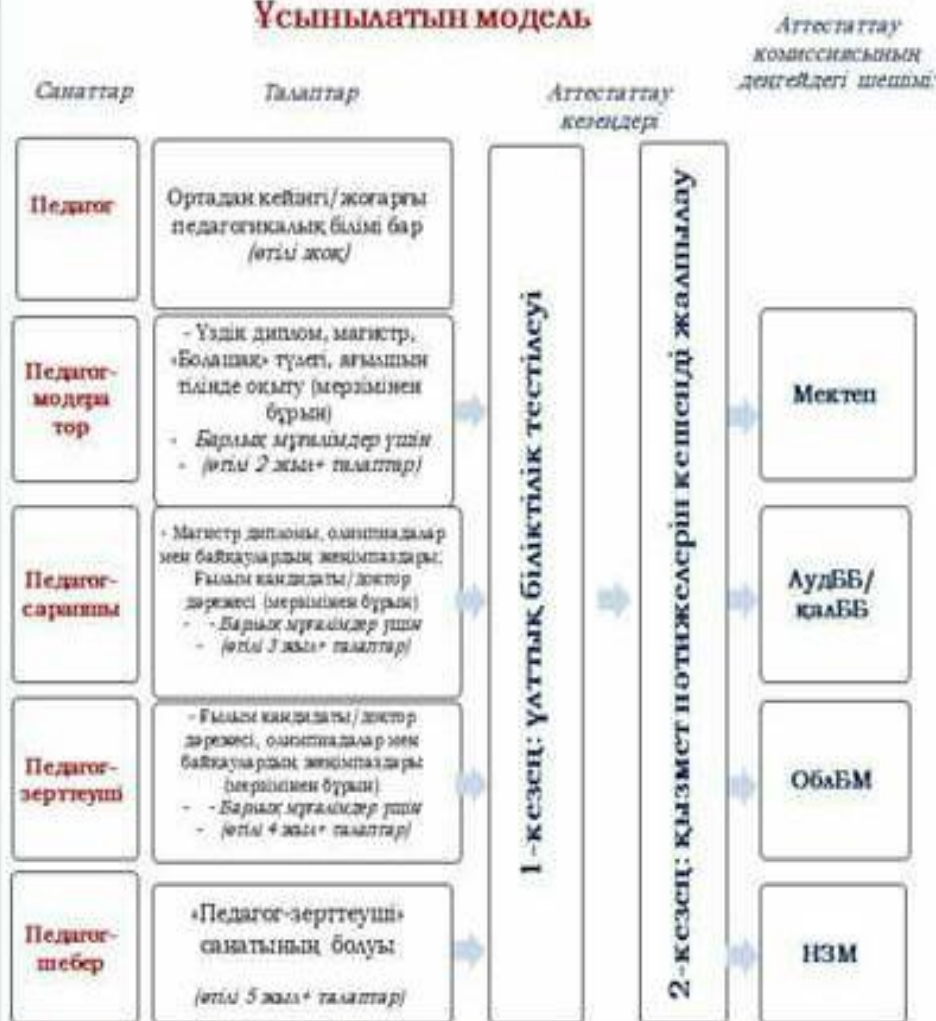 Ұсынылатын модель
Санаттар
Талаптар
Аттестаттау
кезеңдері
Аттестаттау
комиссиясының
деңгейдегі шешімі:
Педагог
Ортадан кейінгі/жоғарғы
педагогикалық білімі бар
(өтілі жоқ)
Педагог-
модера
тор
- Үздік диплом, магистр,
«Болашақ» түлегі, ағылшын
тілінде оқыту (мерзімінен
бұрын)
- Барлық мұғалімдер үшін
- (өтілі 2 жыл+ талаптар)
Мектеп
Педагог-
сарапшы
- Магистр дипломы, олимпиадалар
мен байқаулардың жеңімпаздары;
Ғылым кандидаты/доктор
дәрежесі (мерзімінен бұрын)
- - Барлық мұғалімдер үшін
- (өтілі 3 жыл+ талаптар)
АудББ/
қалББ
Педагог-
зерттеуші
- Ғылым кандидаты/доктор
дәрежесі, олимпиадалар мен
байқаулардың жеңімпаздары
(мерзімінен бұрын)
- - Барлық мұғалімдер үшін
- (өтілі 4 жыл+ талаптар)
ОблБМ
Педагог-
шебер
«Педагог-зерттеуші»
санатының болуы
(өтілі 5 жыл+ талаптар)
НЗМ
1-кезең: ұлттық біліктілік тестілеуі
2-кезең: қызмет нәтижелерін кешенді жалпылау